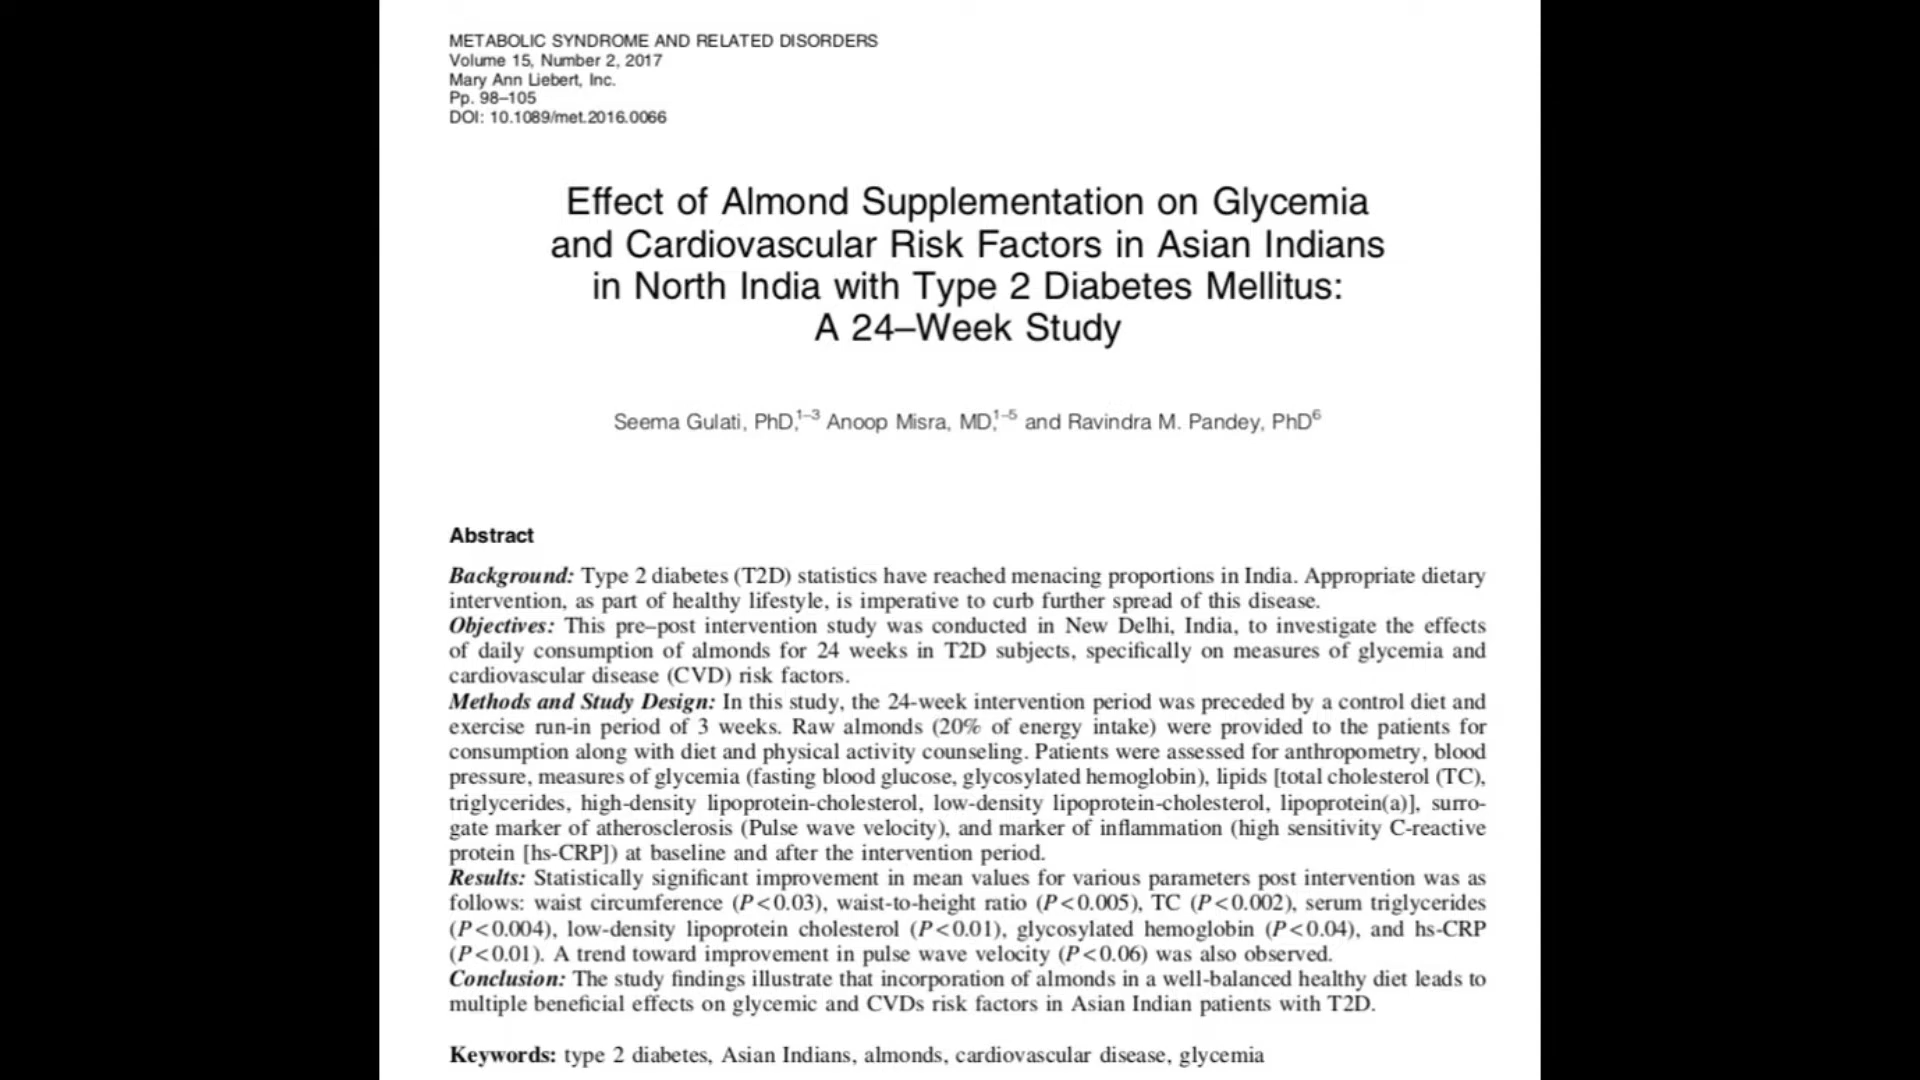 METABOLIC SYNDROME AND RELATED DISORDERS
Volume 15, Number 2, 2017
Mary Ann Liebert, Inc.
Pp. 98–105
DOI: 10.1089/met.2016.0066
Effect of Almond Supplementation on Glycemia
and Cardiovascular Risk Factors in Asian Indians
in North India with Type 2 Diabetes Mellitus:
A 24–Week Study
Seema Gulati, PhD,1–3 Anoop Misra, MD,1–5 and Ravindra M. Pandey, PhD6
Abstract
Background: Type 2 diabetes (T2D) statistics have reached menacing proportions in India. Appropriate dietary
intervention, as part of healthy lifestyle, is imperative to curb further spread of this disease.
Objectives: This pre–post intervention study was conducted in New Delhi, India, to investigate the effects
of daily consumption of almonds for 24 weeks in T2D subjects, specifically on measures of glycemia and
cardiovascular disease (CVD) risk factors.
Methods and Study Design: In this study, the 24-week intervention period was preceded by a control diet and
exercise run-in period of 3 weeks. Raw almonds (20% of energy intake) were provided to the patients for
consumption along with diet and physical activity counseling. Patients were assessed for anthropometry, blood
pressure, measures of glycemia (fasting blood glucose, glycosylated hemoglobin), lipids [total cholesterol (TC),
triglycerides, high-density lipoprotein-cholesterol, low-density lipoprotein-cholesterol, lipoprotein(a)], surro-
gate marker of atherosclerosis (Pulse wave velocity), and marker of inflammation (high sensitivity C-reactive
protein [hs-CRP]) at baseline and after the intervention period.
Results: Statistically significant improvement in mean values for various parameters post intervention was as
follows: waist circumference (P<0.03), waist-to-height ratio (P<0.005), TC (P<0.002), serum triglycerides
(P<0.004), low-density lipoprotein cholesterol (P<0.01), glycosylated hemoglobin (P<0.04), and hs-CRP
(P<0.01). A trend toward improvement in pulse wave velocity (P<0.06) was also observed.
Conclusion: The study findings illustrate that incorporation of almonds in a well-balanced healthy diet leads to
multiple beneficial effects on glycemic and CVDs risk factors in Asian Indian patients with T2D.
Keywords: type 2 diabetes, Asian Indians, almonds, cardiovascular disease, glycemia